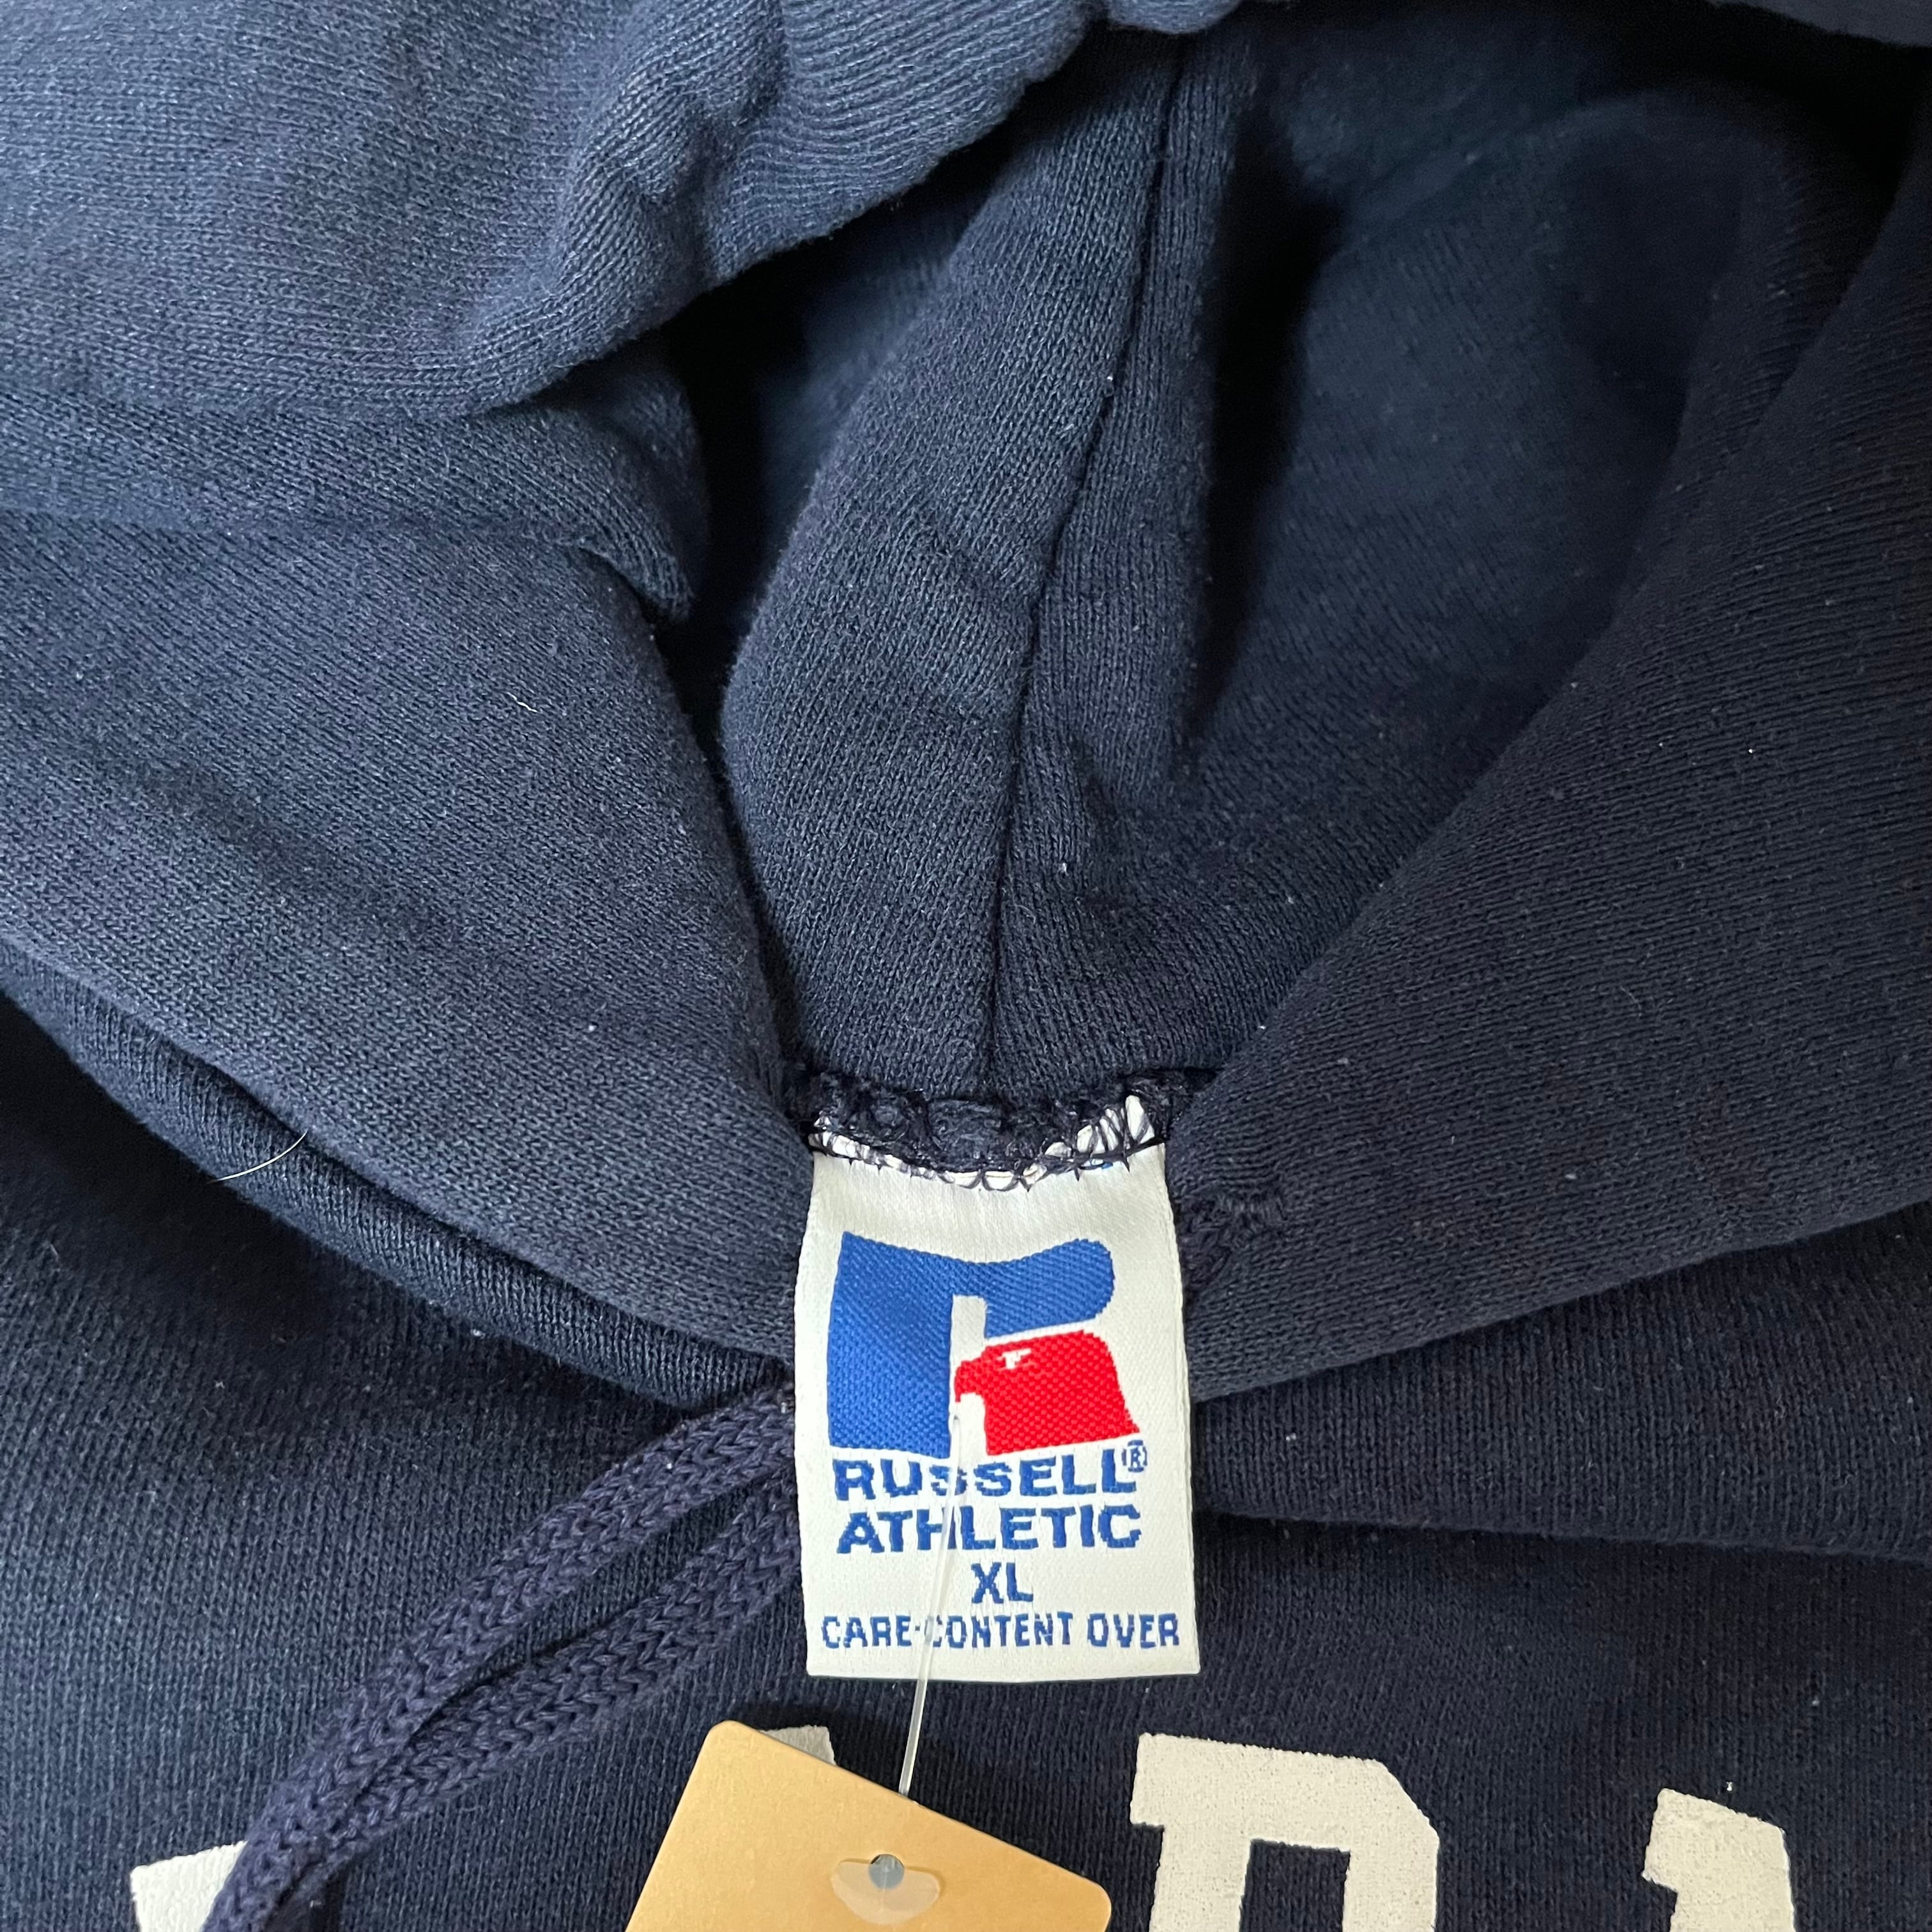 RUSSELL®
ATHLETIC
XL
CARE-CONTENT OVER